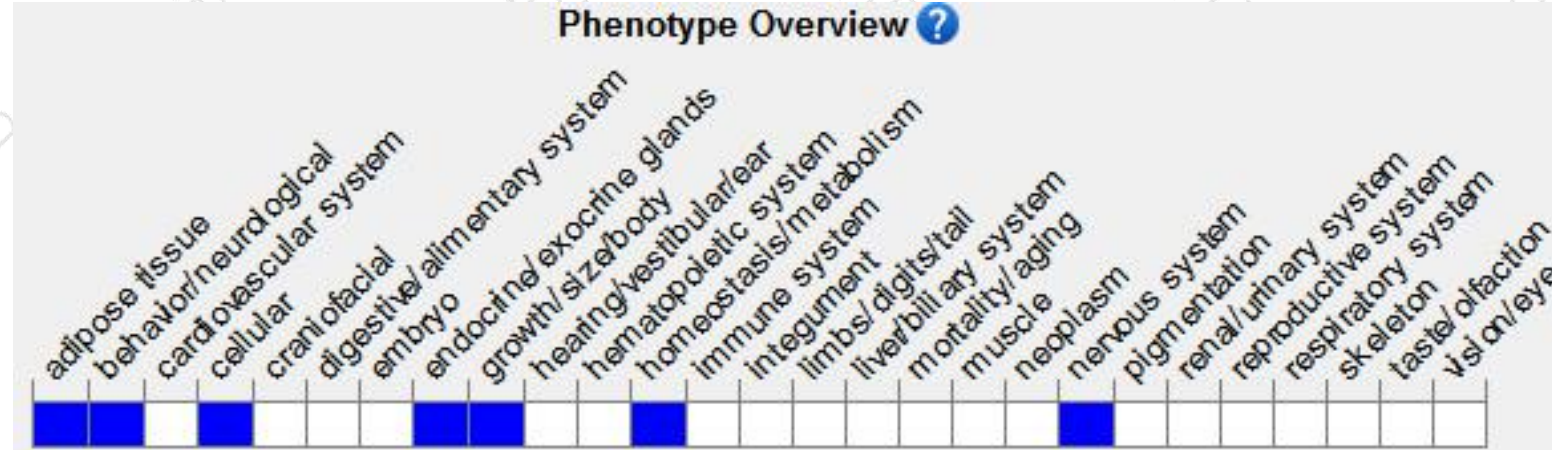 Phenotype Overview ?
adipose tissue
behavior/neurological
cardiovascular system
cellular
craniofacial
digestive/alimentary system
embryo
endocrine/exocrine glands
growth/size/body
hearing/vestibular/ear
hematopoietic system
homeostasis/metabolism
immune system
integument
limbs/digits/tail
liver/biliary system
mortality/aging
muscle
neoplasm
nervous system
pigmentation
renal/urinary system
reproductive system
respiratory system
skeleton
taste/olfaction
vision/eye